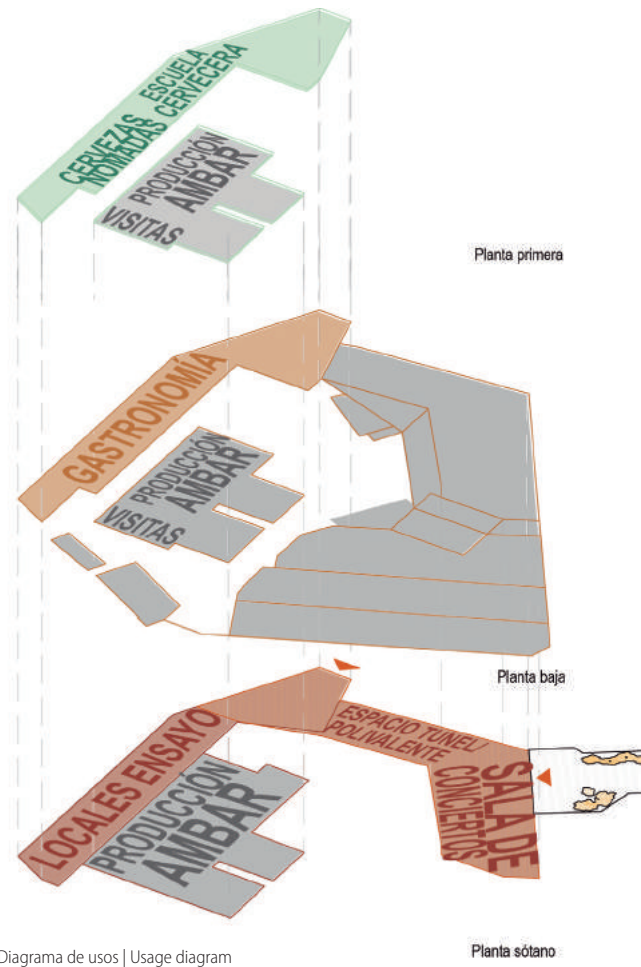 CERVEZAS
NOMADAS
ESCUELA
CERVECERA
PRODUCCIÓN
AMBAR
VISITAS
Planta primera
GASTRONOMÍA
PRODUCCIÓN
AMBAR
VISITAS
Planta baja
LOCALES ENSAYO
PRODUCCIÓN
AMBAR
ESPACIO TUNEL/
POLIVALENTE
SALA DE
CONCIERTOS
Planta sótano
Diagrama de usos | Usage diagram